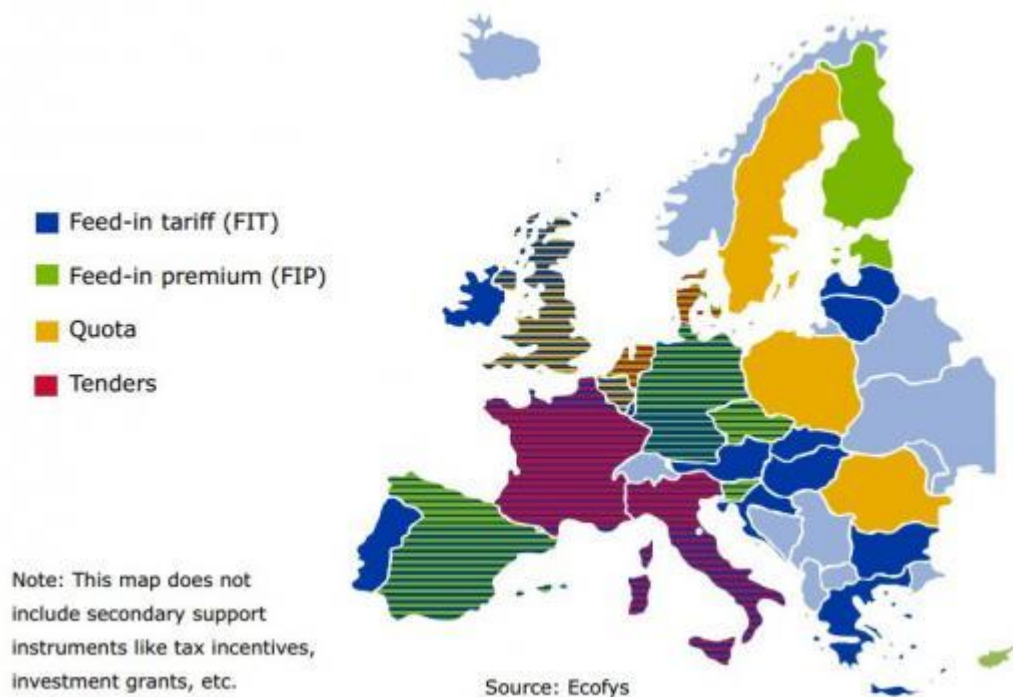 Feed-in tariff (FIT)
Feed-in premium (FIP)
Quota
Tenders
Note: This map does not
include secondary support
instruments like tax incentives,
investment grants, etc.
Source: Ecofys